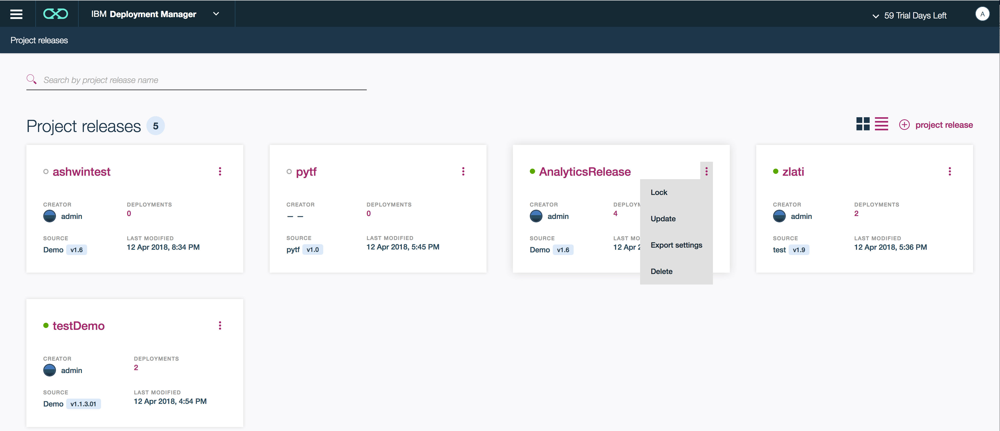 IBM Deployment Manager
59 Trial Days Left
A
Project releases
Search by project release name
Project releases 5
project release
ashwintest
CREATOR
admin
DEPLOYMENTS
0
SOURCE
Demo v1.6
LAST MODIFIED
12 Apr 2018, 8:34 PM
pytf
CREATOR
– –
DEPLOYMENTS
0
SOURCE
pytf v1.0
LAST MODIFIED
12 Apr 2018, 5:45 PM
AnalyticsRelease
CREATOR
admin
DEPLOYM
4
SOURCE
Demo v1.6
LAST MO
12 Apr 2
Lock
Update
Export settings
Delete
zlati
CREATOR
admin
DEPLOYMENTS
2
SOURCE
test v1.9
LAST MODIFIED
12 Apr 2018, 5:36 PM
testDemo
CREATOR
admin
DEPLOYMENTS
2
SOURCE
Demo v1.1.3.01
LAST MODIFIED
12 Apr 2018, 4:54 PM